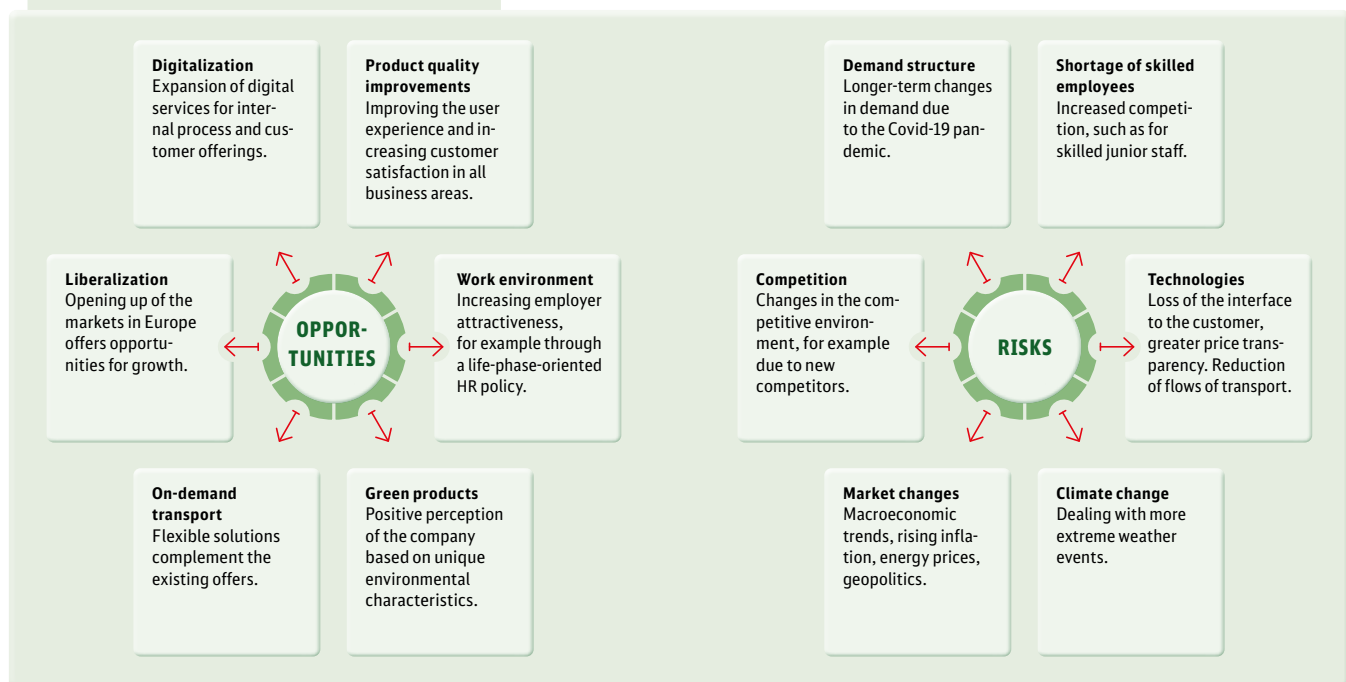 Digitalization
Expansion of digital
services for inter-
nal process and cus-
tomer offerings.
Product quality
improvements
Improving the user
experience and in-
creasing customer
satisfaction in all
business areas.
Liberalization
Opening up of the
markets in Europe
offers opportu-
nities for growth.
OPPOR-
TUNITIES
Work environment
Increasing employer
attractiveness,
for example through
a life-phase-oriented
HR policy.
On-demand
transport
Flexible solutions
complement the
existing offers.
Green products
Positive perception
of the company
based on unique
environmental
characteristics.
Demand structure
Longer-term changes
in demand due
to the Covid-19 pan-
demic.
Shortage of skilled
employees
Increased competi-
tion, such as for
skilled junior staff.
Competition
Changes in the com-
petitive environ-
ment, for example
due to new
competitors.
RISKS
Technologies
Loss of the interface
to the customer,
greater price trans-
parency. Reduction
of flows of transport.
Market changes
Macroeconomic
trends, rising infla-
tion, energy prices,
geopolitics.
Climate change
Dealing with more
extreme weather
events.